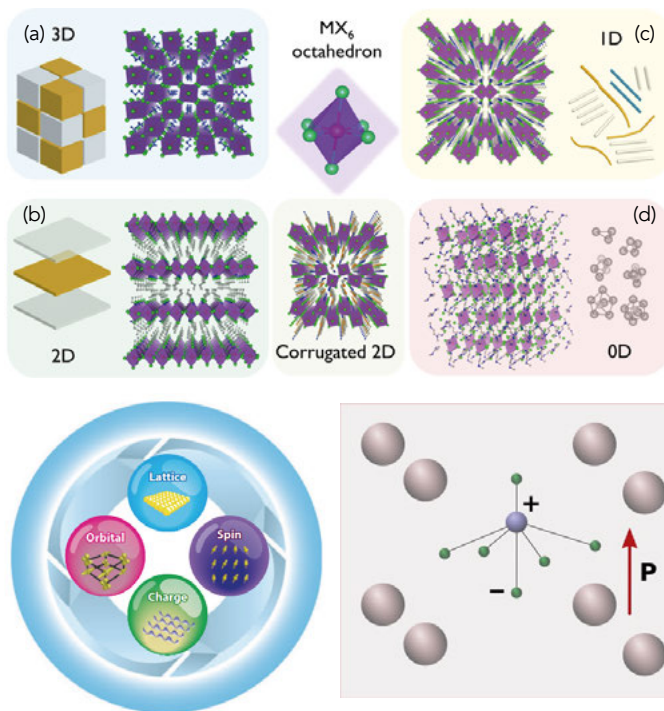 (a)
3D
MX6
octahedron
1D
(c)
(b)
2D
Corrugated 2D
(d)
0D
Lattice
Orbital
Spin
Charge
+
−
P